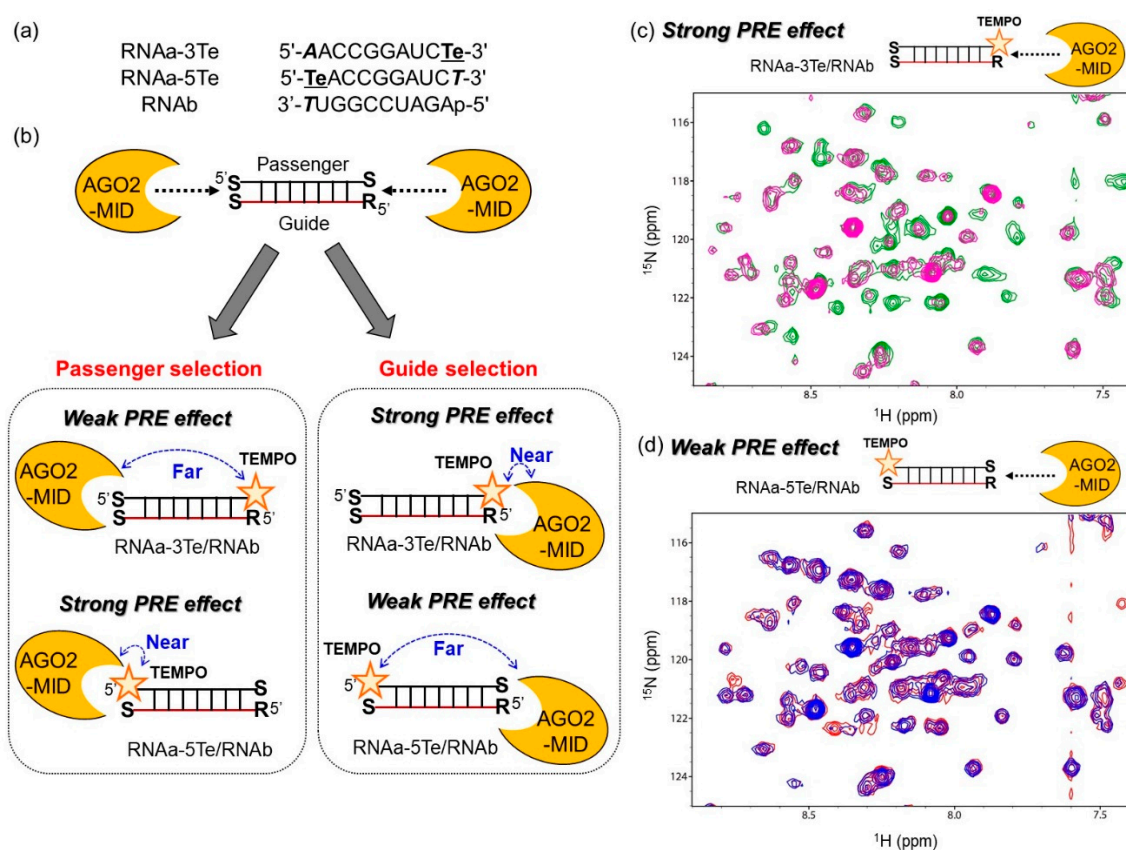 (a)
RNAa-3Te 5'-AACCGGAUCTe-3'
RNAa-5Te 5'-TeACCGGAUCT-3'
RNAb 3'-TUGGCCUAGAp-5'
(b)
AGO2
-MID
5' S
S
Passenger
Guide
S
R 5'
AGO2
-MID
Passenger selection
Weak PRE effect
AGO2
-MID
Far
TEMPO
5' S
S
R 5'
RNAa-3Te/RNAb
Strong PRE effect
AGO2
-MID
Near
TEMPO
5'
S
S
R 5'
RNAa-5Te/RNAb
Guide selection
Strong PRE effect
TEMPO
Near
5' S
S
R 5'
AGO2
-MID
RNAa-3Te/RNAb
Weak PRE effect
TEMPO
Far
5'
S
S
R 5'
AGO2
-MID
RNAa-5Te/RNAb
(c)
Strong PRE effect
TEMPO
RNAa-3Te/RNAb
S
S
R
AGO2
-MID
116
118
120
122
124
15N (ppm)
8.5
8.0
7.5
1H (ppm)
(d)
Weak PRE effect
TEMPO
RNAa-5Te/RNAb
S
S
R
AGO2
-MID
116
118
120
122
124
15N (ppm)
8.5
8.0
7.5
1H (ppm)